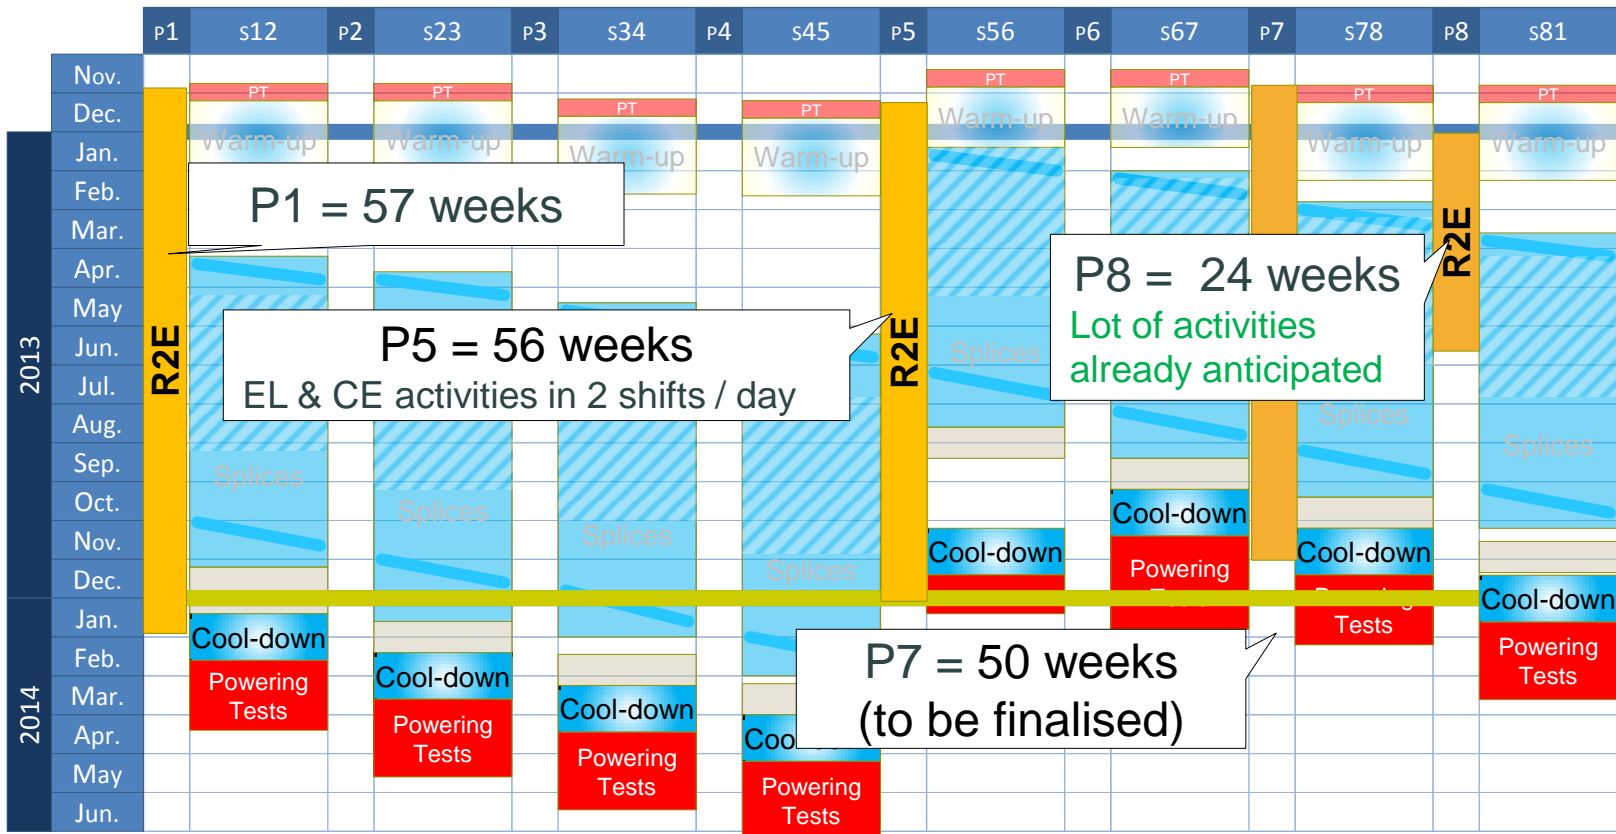 P1 S12 P2 S23 P3 S34 P4 S45 P5 S56 P6 S67 P7 S78 P8 S81
Nov.
Dec.
2013
Jan.
Feb.
Mar.
Apr.
May
Jun.
Jul.
Aug.
Sep.
Oct.
Nov.
Dec.
2014
Jan.
Feb.
Mar.
Apr.
May
Jun.
R2E
PT
Warm-up
Splices
Cool-down
Powering
Tests
PT
Warm-up
Splices
Cool-down
Powering
Tests
PT
Warm-up
Splices
Cool-down
Powering
Tests
PT
Warm-up
Splices
Powering
Tests
R2E
PT
Warm-up
Splices
Cool-down
PT
Warm-up
Cool-down
Powering
PT
Warm-up
Splices
Cool-down
Tests
R2E
PT
Warm-up
Splices
Cool-down
Powering
Tests
P1 = 57 weeks
P5 = 56 weeks
EL & CE activities in 2 shifts / day
P8 = 24 weeks
Lot of activities
already anticipated
P7 = 50 weeks
(to be finalised)